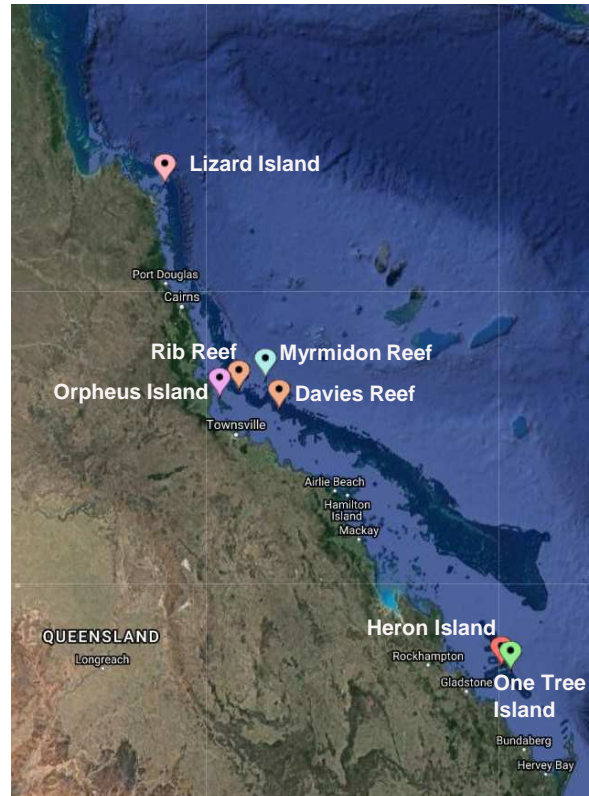 Lizard Island
Port Douglas
Cairns
Rib Reef
Myrmidon Reef
Orpheus Island
Davies Reef
Townsville
Airlie Beach
Hamilton
Island
Mackay
Heron Island
QUEENSLAND
Longreach
Rockhampton
Gladstone
One Tree
Island
Bundaberg
Hervey Bay